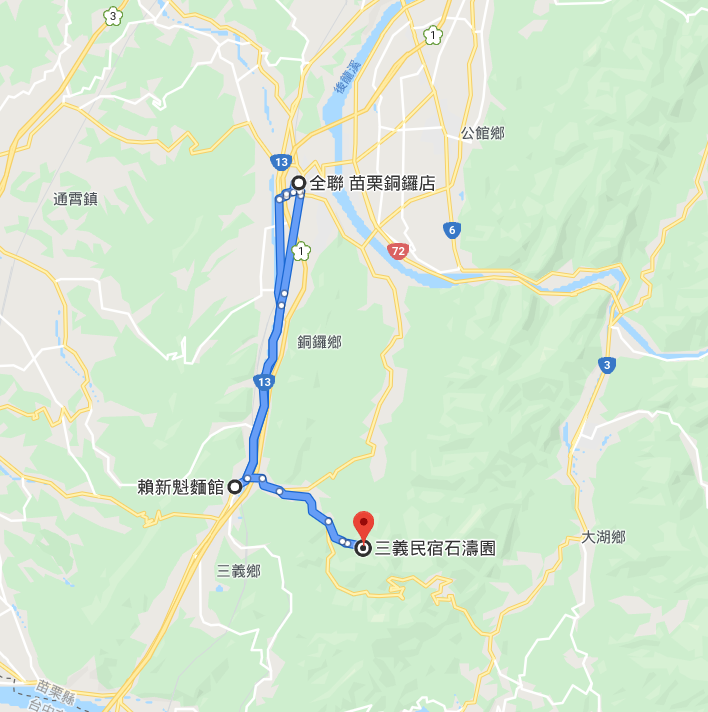 3
1
後龍溪
公館鄉
13
全聯 苗栗銅鑼店
通霄鎮
6
1
72
銅鑼鄉
3
13
賴新魁麵館
三義民宿石濤園
大湖鄉
三義鄉
苗栗縣